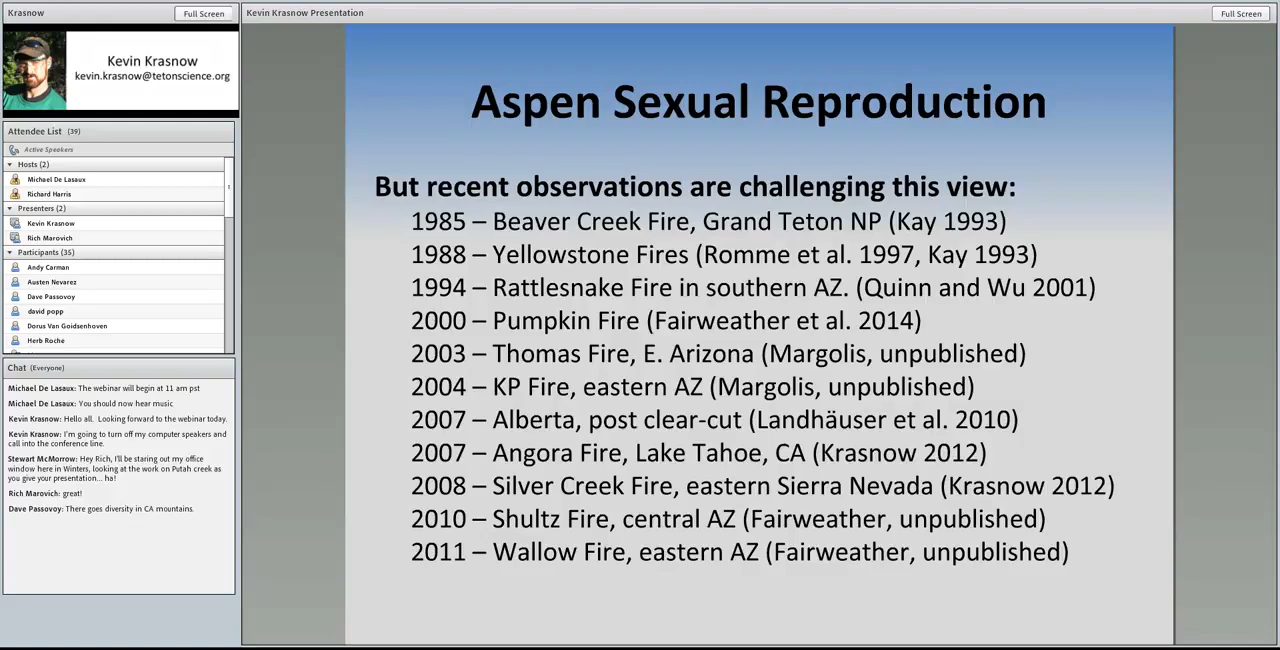 Krasnow
Full Screen
Kevin Krasnow
kevin.krasnow@tetonscience.org
Attendee List (39)
Active Speakers
Hosts (2)
Michael De Lasaux
Richard Harris
Presenters (2)
Kevin Krasnow
Rich Marovich
Participants (35)
Andy Carman
Austen Nevarez
Dave Passovoy
david popp
Dorus Van Goidsenhoven
Herb Roche
Chat (Everyone)
Michael De Lasaux: The webinar will begin at 11 am pst
Michael De Lasaux: You should now hear music
Kevin Krasnow: Hello all. Looking forward to the webinar today.
Kevin Krasnow: I'm going to turn off my computer speakers and
call into the conference line.
Stewart McMorrow: Hey Rich, I'll be staring out my office
window here in Winters, looking at the work on Putah creek as
you give your presentation... ha!
Rich Marovich: great!
Dave Passovoy: There goes diversity in CA mountains.
Kevin Krasnow Presentation
Full Screen
Aspen Sexual Reproduction
But recent observations are challenging this view:
1985 – Beaver Creek Fire, Grand Teton NP (Kay 1993)
1988 – Yellowstone Fires (Romme et al. 1997, Kay 1993)
1994 – Rattlesnake Fire in southern AZ. (Quinn and Wu 2001)
2000 – Pumpkin Fire (Fairweather et al. 2014)
2003 – Thomas Fire, E. Arizona (Margolis, unpublished)
2004 – KP Fire, eastern AZ (Margolis, unpublished)
2007 – Alberta, post clear-cut (Landhäuser et al. 2010)
2007 – Angora Fire, Lake Tahoe, CA (Krasnow 2012)
2008 – Silver Creek Fire, eastern Sierra Nevada (Krasnow 2012)
2010 – Shultz Fire, central AZ (Fairweather, unpublished)
2011 – Wallow Fire, eastern AZ (Fairweather, unpublished)